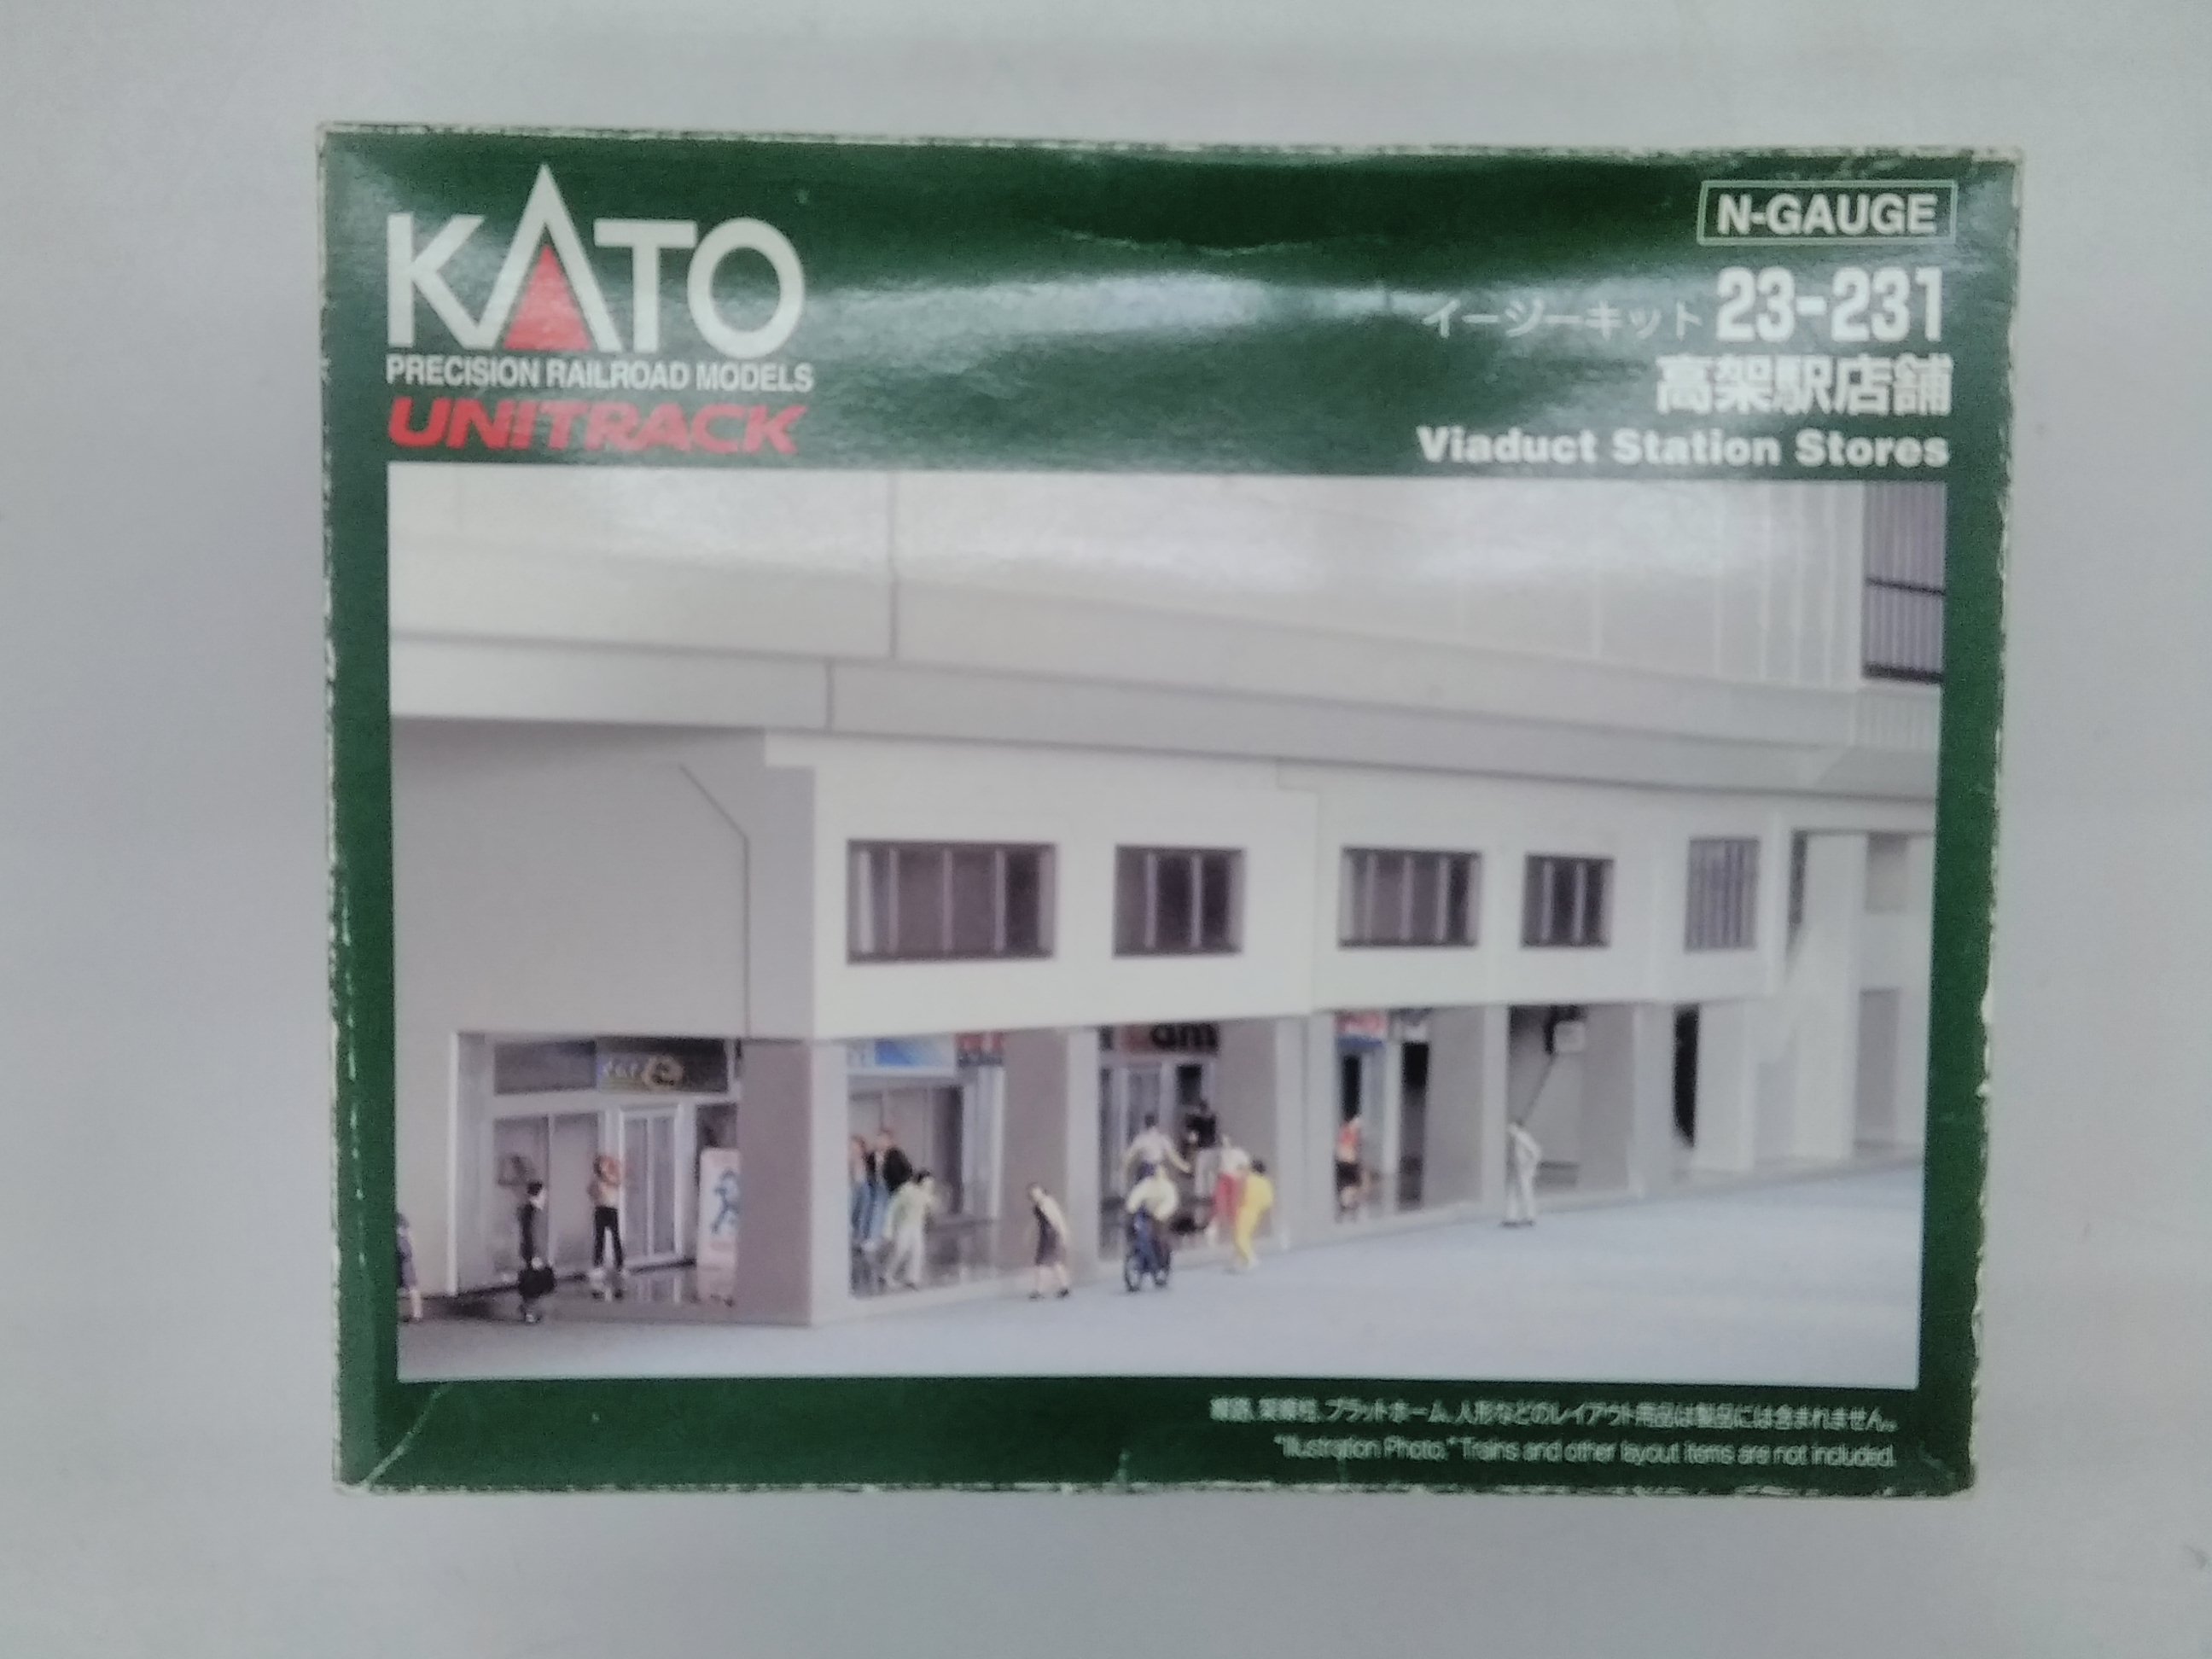 KATO
PRECISION RAILROAD MODELS
UNITRACK
N-GAUGE
イージーキット 23-231
高架駅店舗
Viaduct Station Stores
am
線路、架線柱、プラットホーム、人形などのレイアウト用品は製品には含まれません。
"Illustration Photo." Trains and other layout items are not included.